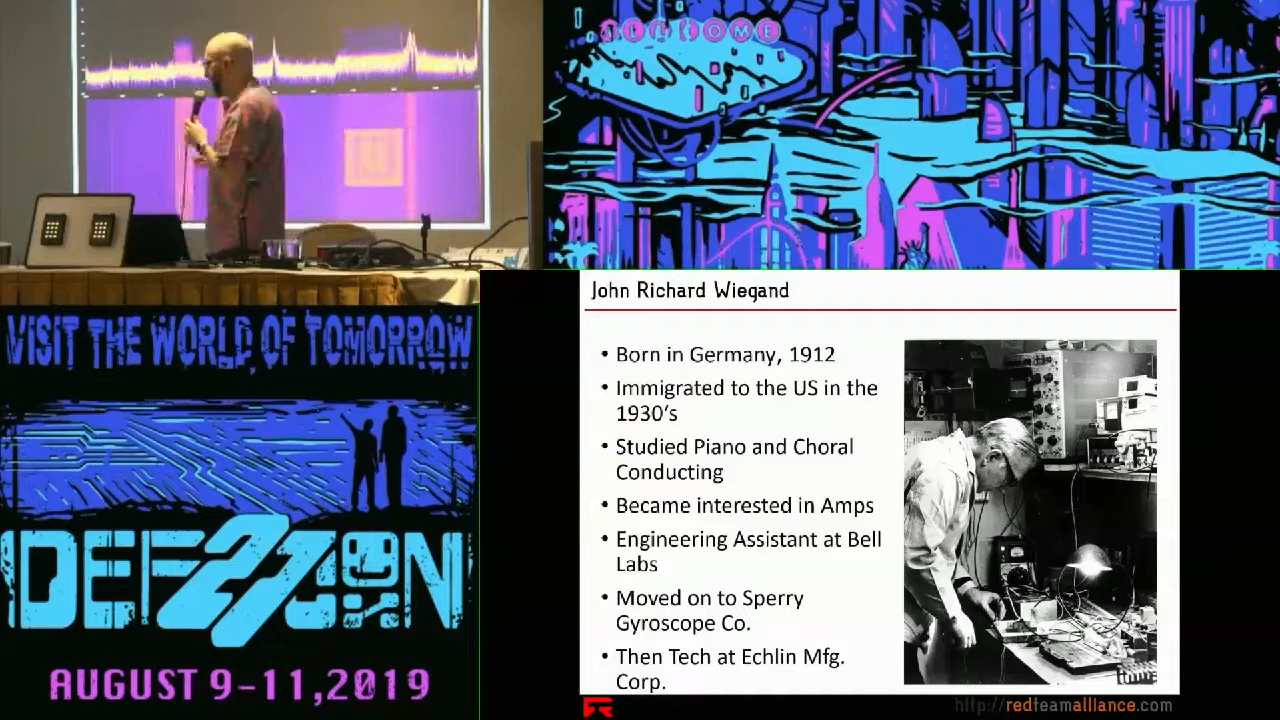 WELCOME
VISIT THE WORLD OF TOMORROW
DEF CON
27
AUGUST 9-11,2019
John Richard Wiegand
• Born in Germany, 1912
• Immigrated to the US in the
1930's
• Studied Piano and Choral
Conducting
• Became interested in Amps
• Engineering Assistant at Bell
Labs
• Moved on to Sperry
Gyroscope Co.
• Then Tech at Echlin Mfg.
Corp.
http://redteamalliance.com